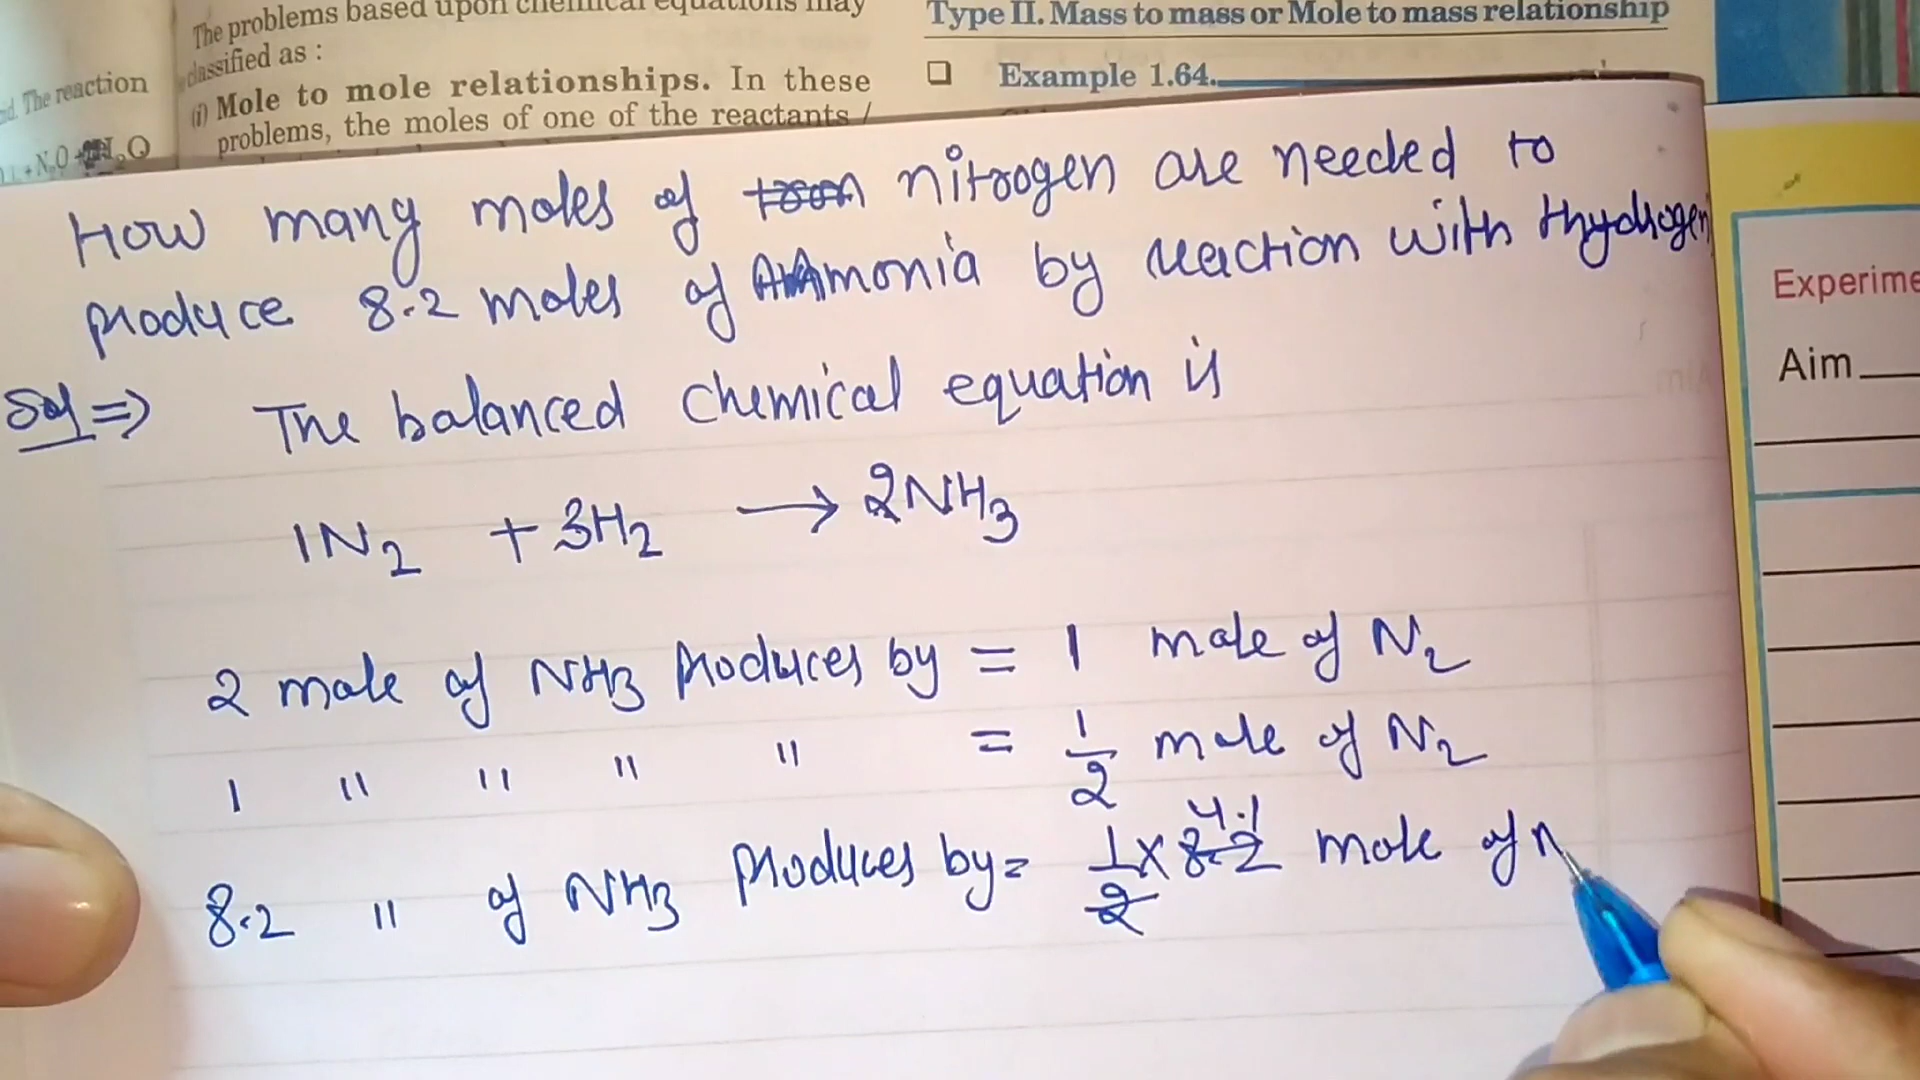 The problems based upon chemical equations may
classified as :
(i) Mole to mole relationships. In these
problems, the moles of one of the reactants /
The reaction
Type II. Mass to mass or Mole to mass relationship
Example 1.64.
How many moles of nitrogen are needed to
produce 8.2 moles of Ammonia by reaction with Hydrogen
Sol => The balanced chemical equation is
1N2 + 3H2 → 2NH3
2 mole of NH3 produces by = 1 mole of N2
1 " " " " = 1/2 mole of N2
8.2 " of NH3 produces by = 1/2 x 8.2 mole of N
4.1
Experime
Aim